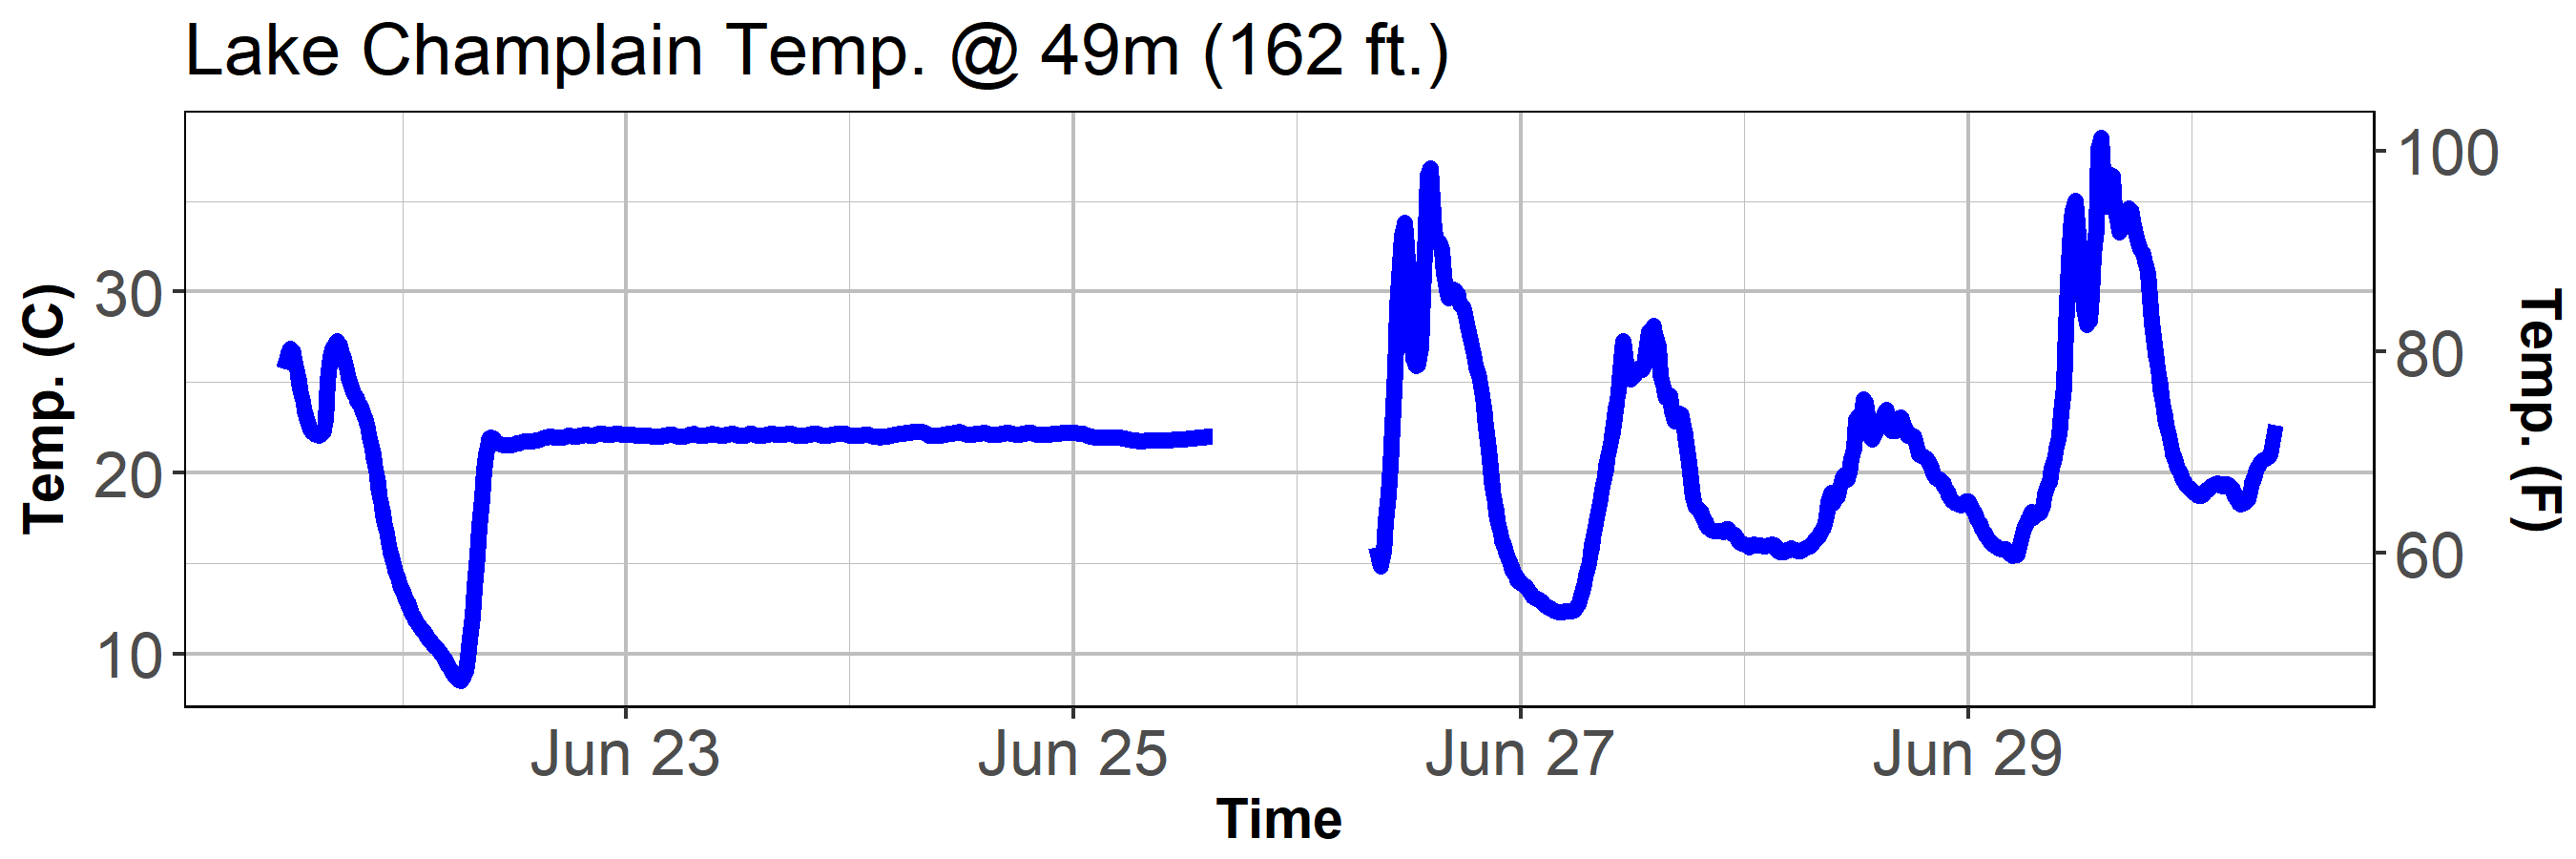 Lake Champlain Temp. @ 49m (162 ft.)
Temp. (C)
30
20
10
100
80
60
Temp. (F)
Jun 23 Jun 25 Jun 27 Jun 29
Time